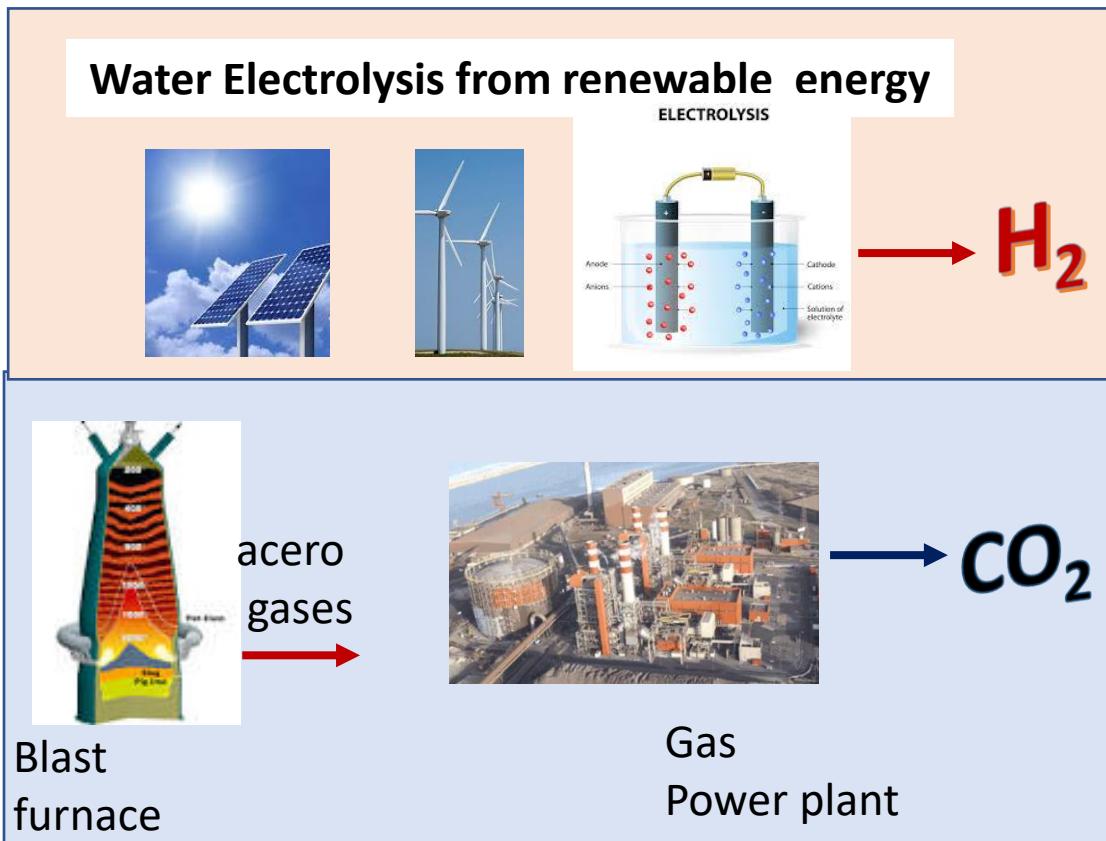 Water Electrolysis from renewable energy
ELECTROLYSIS
+
-
Anode
Anions
Cathode
Cations
Solution of
electrolyte
H2
acero
gases
CO2
Blast
furnace
Gas
Power plant